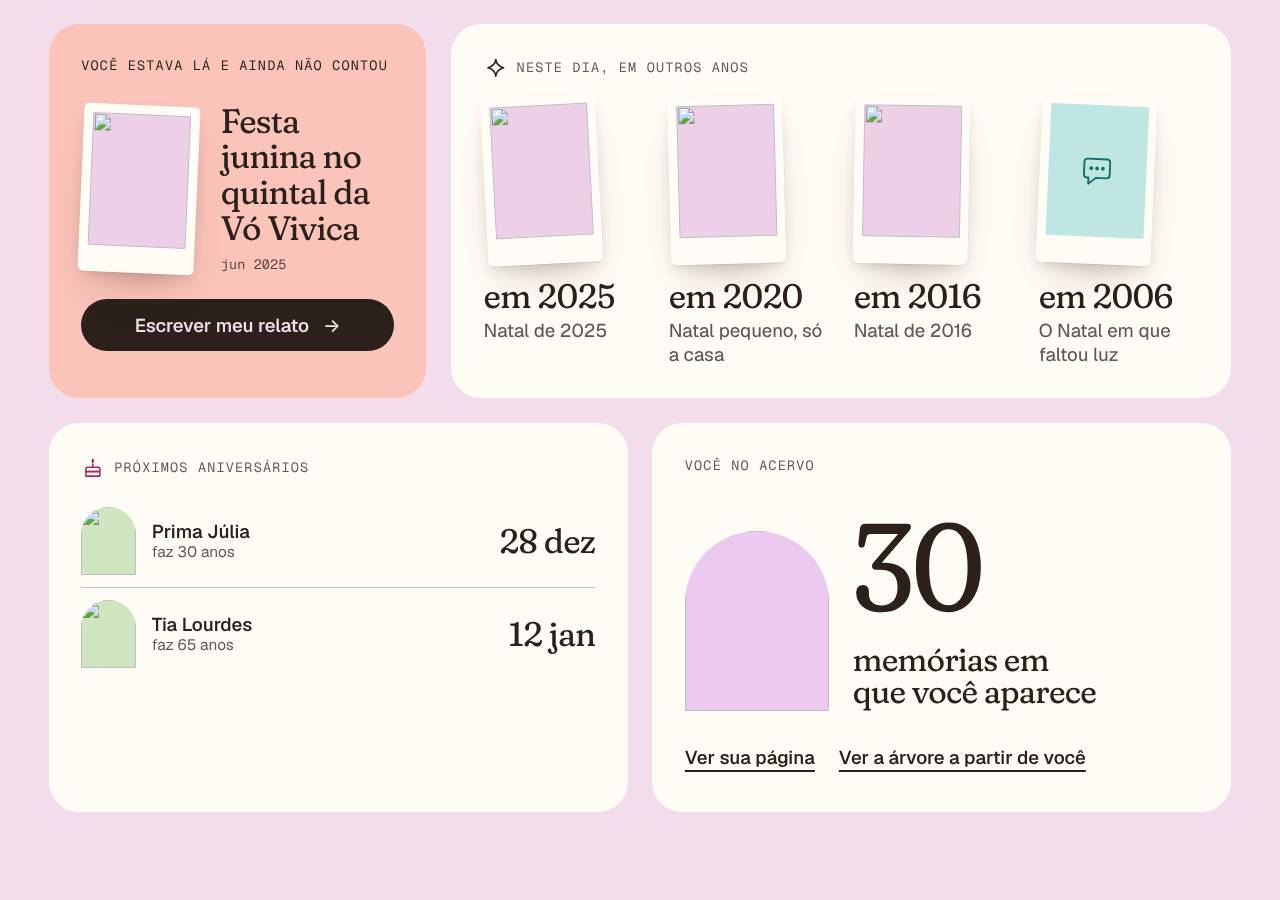 VOCÊ ESTAVA LÁ E AINDA NÃO CONTOU
Festa
junina no
quintal da
Vó Vivica
jun 2025
Escrever meu relato →
NESTE DIA, EM OUTROS ANOS
em 2025
Natal de 2025
em 2020
Natal pequeno, só
a casa
em 2016
Natal de 2016
em 2006
O Natal em que
faltou luz
PRÓXIMOS ANIVERSÁRIOS
Prima Júlia
faz 30 anos
28 dez
Tia Lourdes
faz 65 anos
12 jan
VOCÊ NO ACERVO
30
memórias em
que você aparece
Ver sua página
Ver a árvore a partir de você